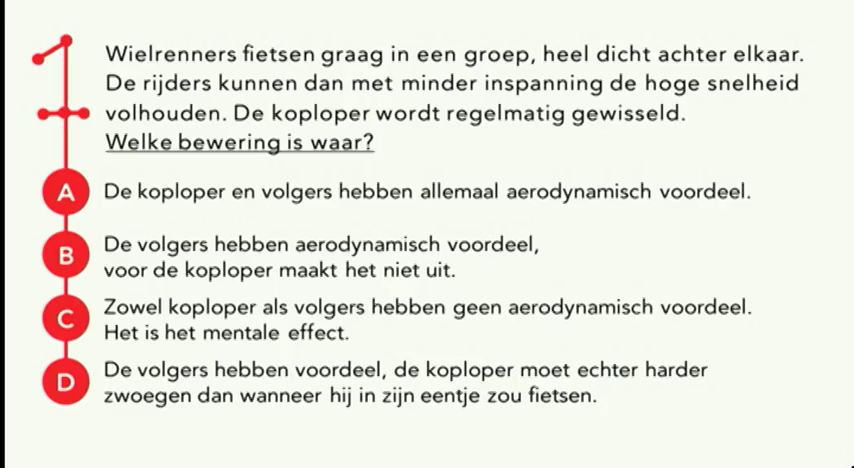 1
Wielrenners fietsen graag in een groep, heel dicht achter elkaar.
De rijders kunnen dan met minder inspanning de hoge snelheid
volhouden. De koploper wordt regelmatig gewisseld.
Welke bewering is waar?
A De koploper en volgers hebben allemaal aerodynamisch voordeel.
B De volgers hebben aerodynamisch voordeel,
voor de koploper maakt het niet uit.
C Zowel koploper als volgers hebben geen aerodynamisch voordeel.
Het is het mentale effect.
D De volgers hebben voordeel, de koploper moet echter harder
zwoegen dan wanneer hij in zijn eentje zou fietsen.